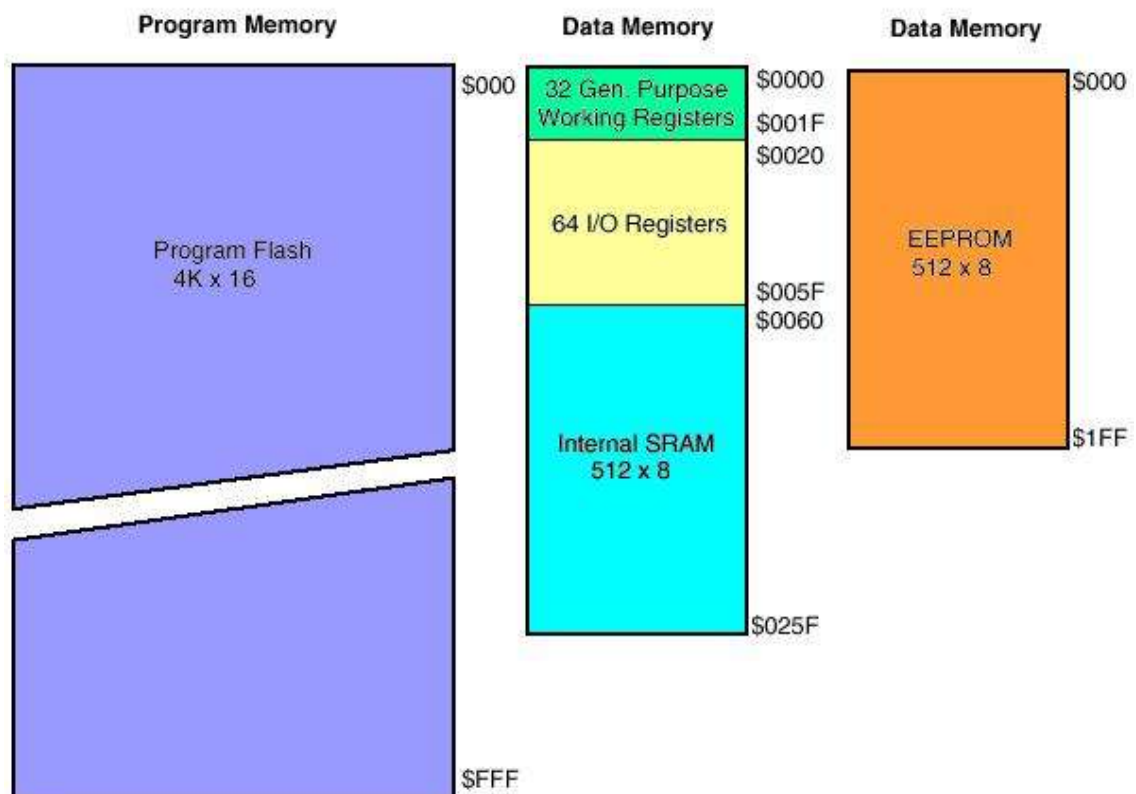 Program Memory
$000
Program Flash
4K x 16
$FFF
Data Memory
32 Gen. Purpose
Working Registers
$0000
$001F
$0020
64 I/O Registers
$005F
$0060
Internal SRAM
512 x 8
$025F
Data Memory
$000
EEPROM
512 x 8
$1FF